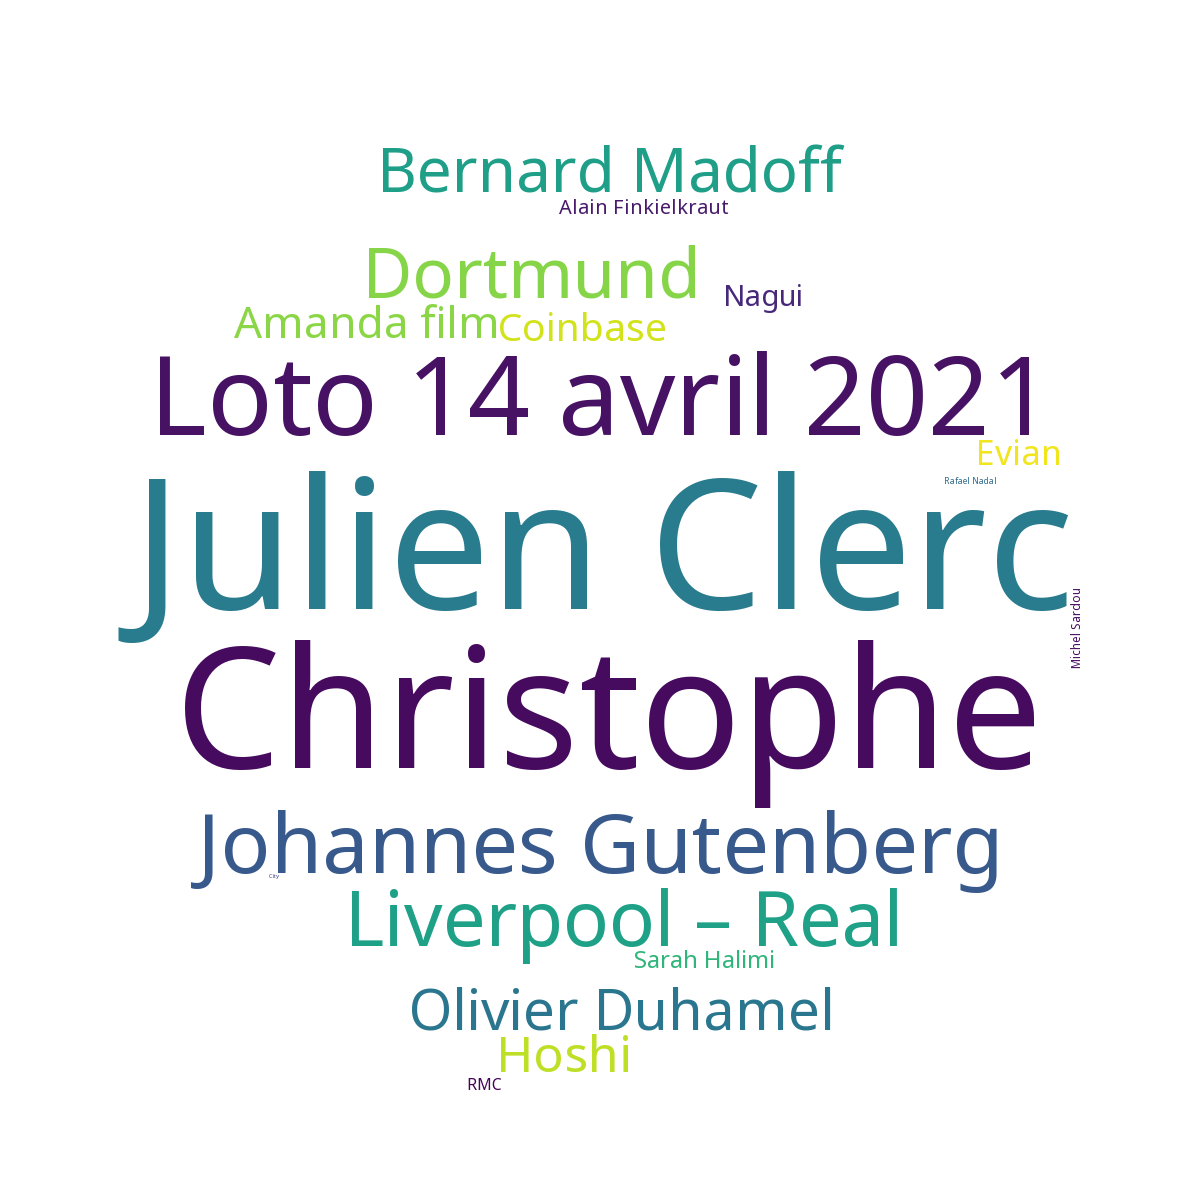 Bernard Madoff
Alain Finkielkraut
Dortmund
Nagui
Amanda film
Coinbase
Loto 14 avril 2021
Evian
Rafael Nadal
Julien Clerc
Michel Sardou
Christophe
Johannes Gutenberg
City
Liverpool – Real
Sarah Halimi
Olivier Duhamel
Hoshi
RMC